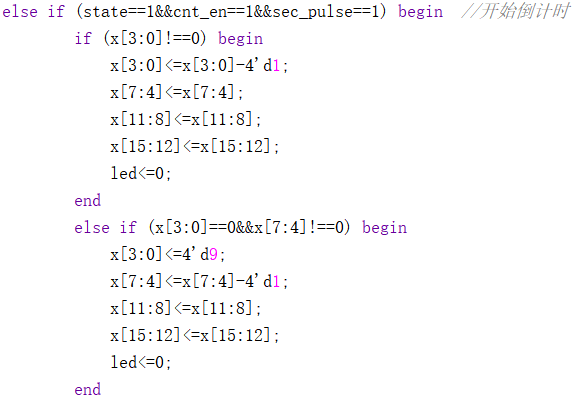 else if (state==1&&cnt_en==1&&sec_pulse==1) begin  //开始倒计时
if (x[3:0]!==0) begin
x[3:0]<=x[3:0]-4'd1;
x[7:4]<=x[7:4];
x[11:8]<=x[11:8];
x[15:12]<=x[15:12];
led<=0;
end
else if (x[3:0]==0&&x[7:4]!==0) begin
x[3:0]<=4'd9;
x[7:4]<=x[7:4]-4'd1;
x[11:8]<=x[11:8];
x[15:12]<=x[15:12];
led<=0;
end